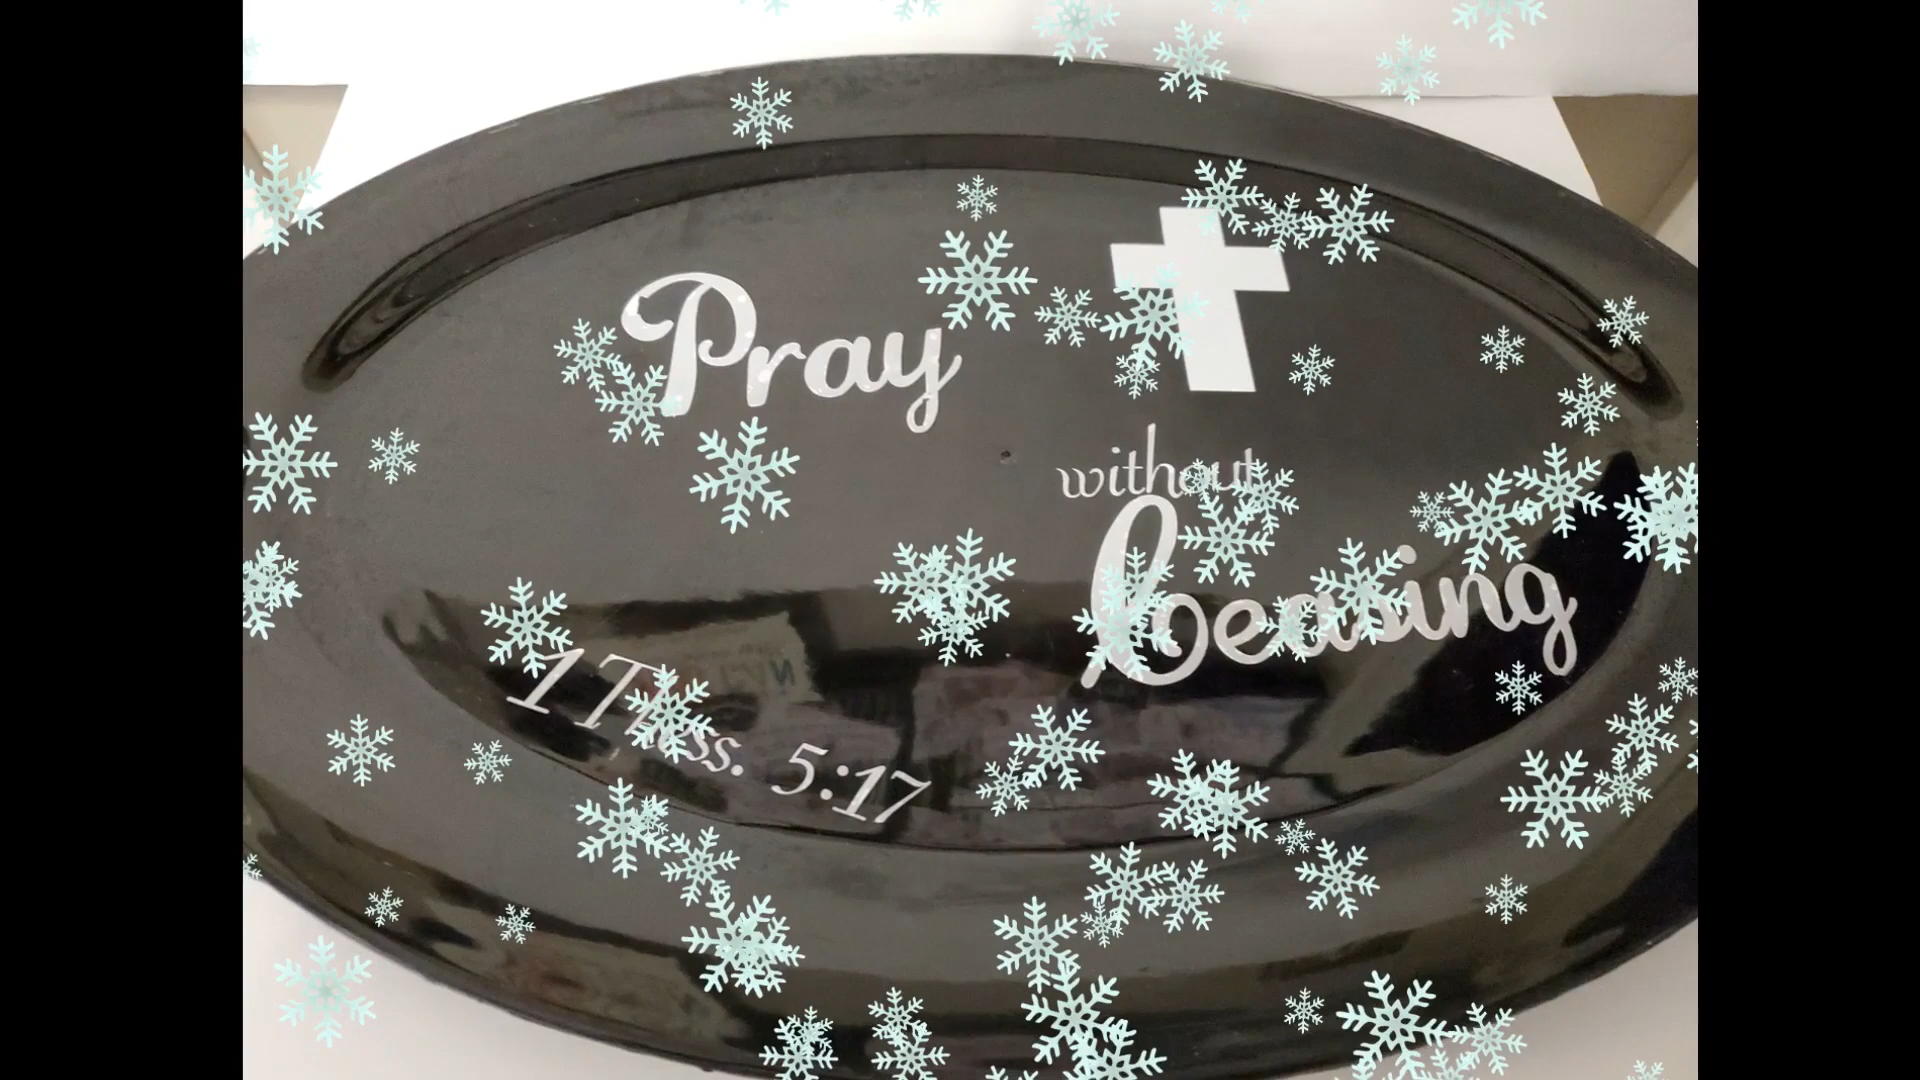 Pray
without
Ceasing
1 Thess. 5:17